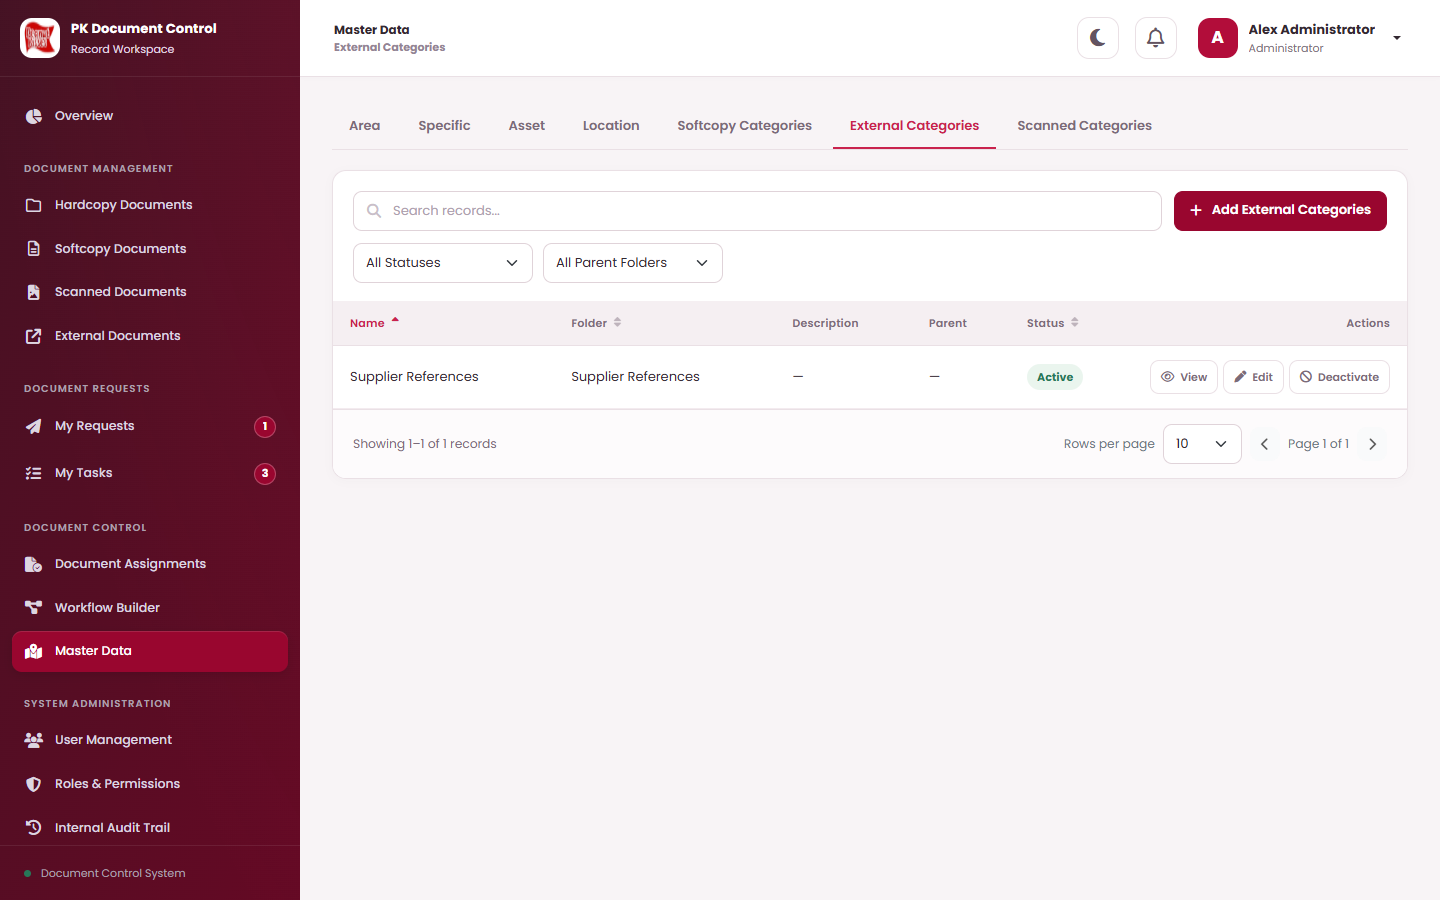 PK Document Control
Record Workspace
Overview
DOCUMENT MANAGEMENT
Hardcopy Documents
Softcopy Documents
Scanned Documents
External Documents
DOCUMENT REQUESTS
My Requests 1
My Tasks 3
DOCUMENT CONTROL
Document Assignments
Workflow Builder
Master Data
SYSTEM ADMINISTRATION
User Management
Roles & Permissions
Internal Audit Trail
Document Control System
Master Data
External Categories
A
Alex Administrator
Administrator
Area Specific Asset Location Softcopy Categories External Categories Scanned Categories
Search records...
Add External Categories
All Statuses All Parent Folders
Name Folder Description Parent Status Actions
Supplier References Supplier References — — Active View Edit Deactivate
Showing 1–1 of 1 records Rows per page 10 Page 1 of 1